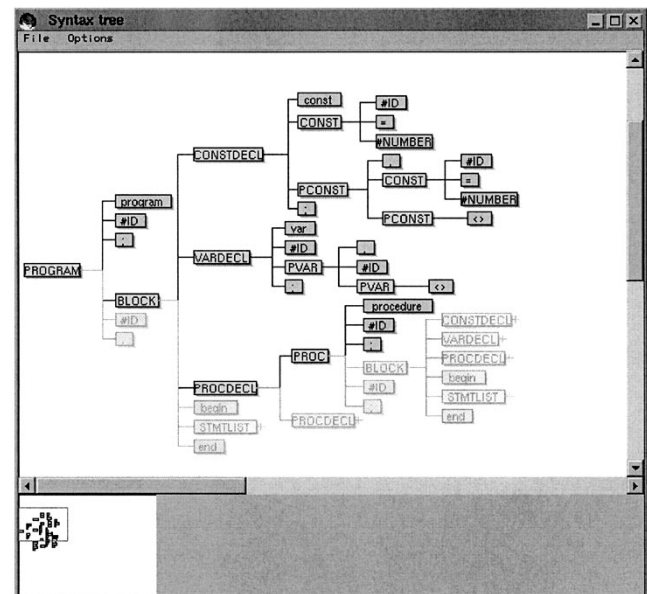 Syntax tree
File Options
const #ID
CONST =
#NUMBER
CONSTDECL , #ID
CONST =
PCONST
program #NUMBER
;
#ID PCONST <>
var
;
#ID ,
VARDECL
PROGRAM PVAR #ID
; PVAR <>
BLOCK procedure
#ID #ID CONSTDECL
VARDECL
;
PROC PROCDECL
BLOCK
begin
PROCDECL #ID
STMTLIST
begin ;
PROCDECL end
STMTLIST
end